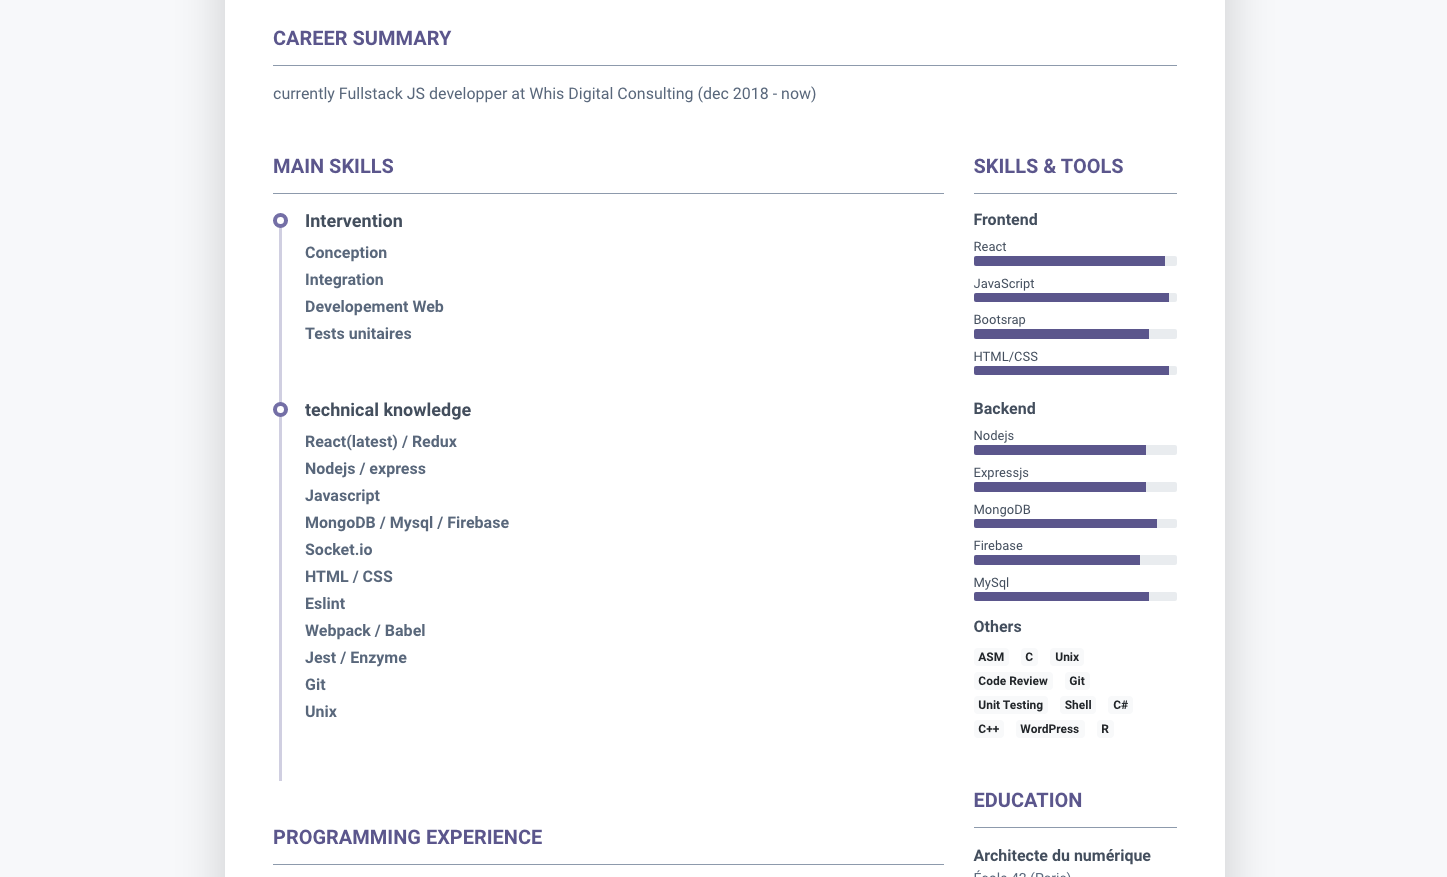 CAREER SUMMARY
currently Fullstack JS developper at Whis Digital Consulting (dec 2018 - now)
MAIN SKILLS
Intervention
Conception
Integration
Developement Web
Tests unitaires
technical knowledge
React(latest) / Redux
Nodejs / express
Javascript
MongoDB / Mysql / Firebase
Socket.io
HTML / CSS
Eslint
Webpack / Babel
Jest / Enzyme
Git
Unix
PROGRAMMING EXPERIENCE
SKILLS & TOOLS
Frontend
React
JavaScript
Bootsrap
HTML/CSS
Backend
Nodejs
Expressjs
MongoDB
Firebase
MySql
Others
ASM C Unix
Code Review Git
Unit Testing Shell C#
C++ WordPress R
EDUCATION
Architecte du numérique
École 42 (Paris)